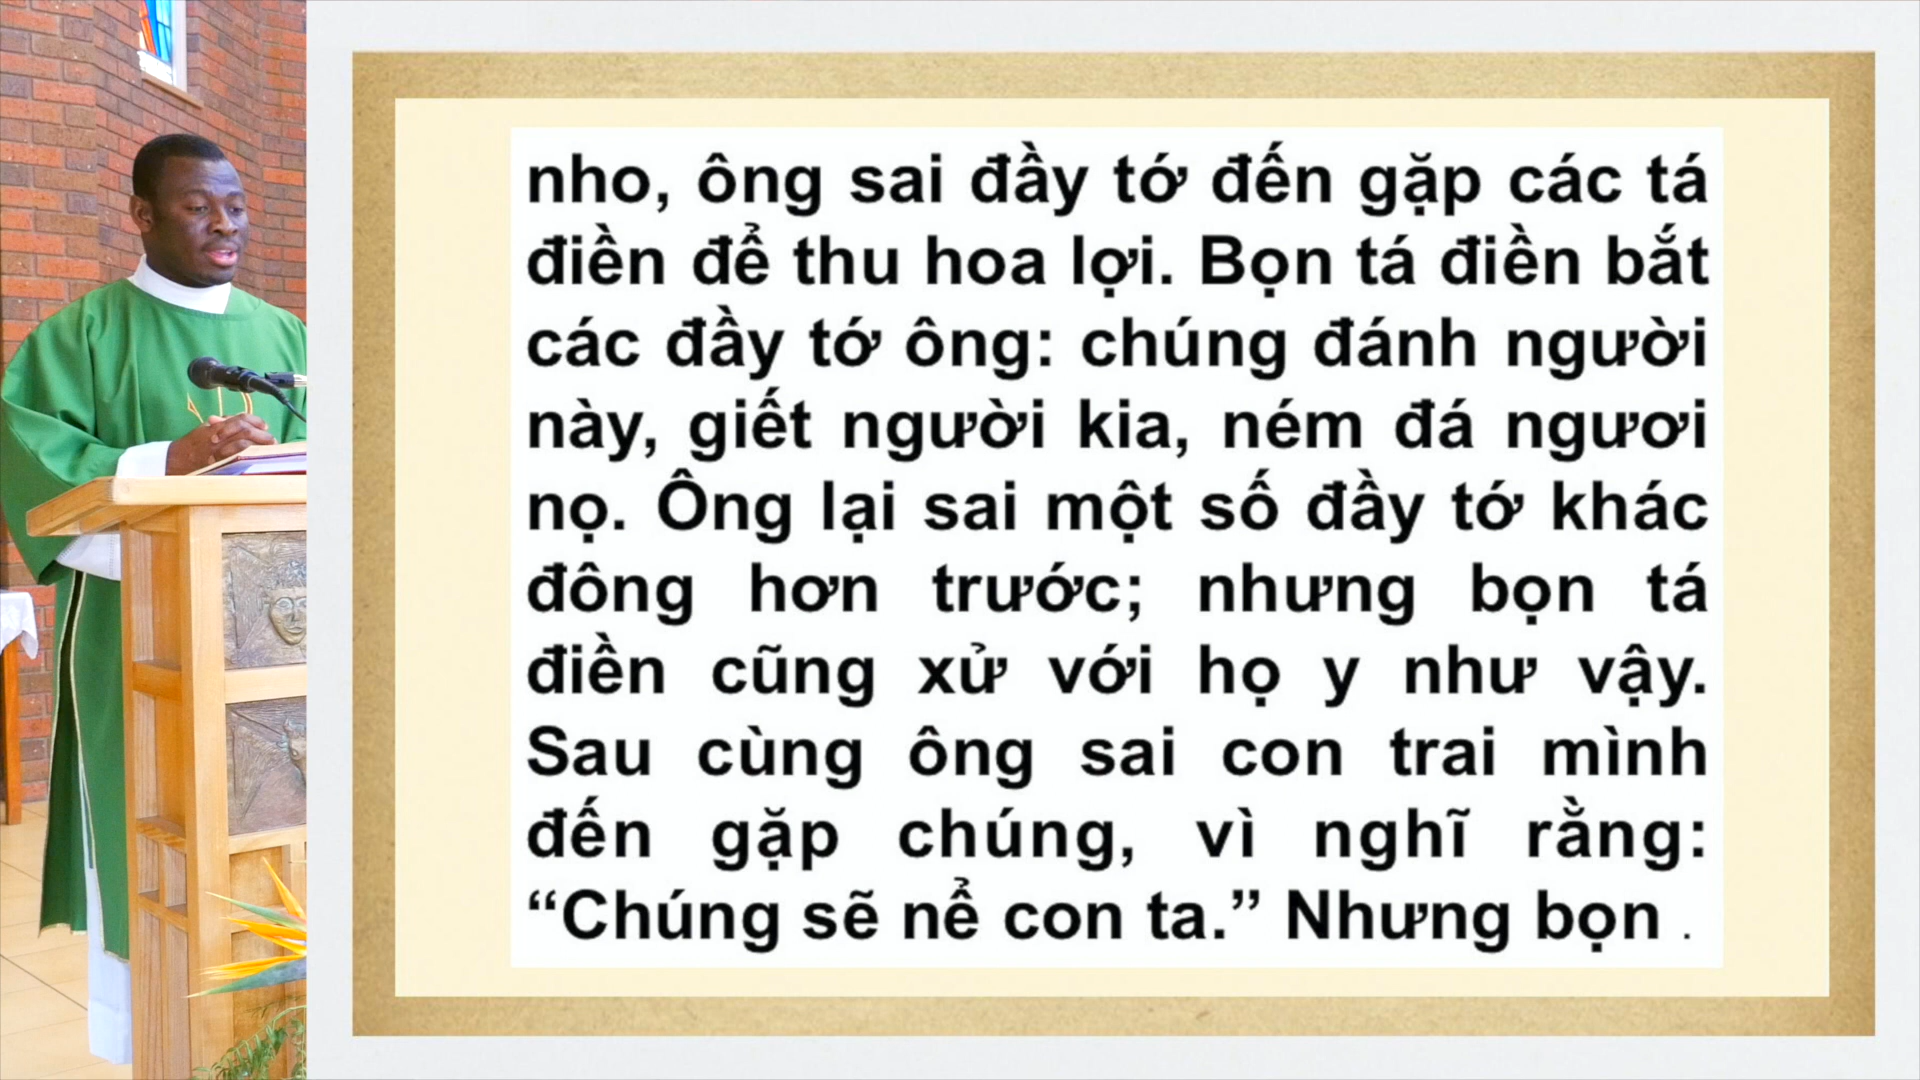 nho, ông sai đầy tớ đến gặp các tá
điền để thu hoa lợi. Bọn tá điền bắt
các đầy tớ ông: chúng đánh người
này, giết người kia, ném đá ngươi
nọ. Ông lại sai một số đầy tớ khác
đông hơn trước; nhưng bọn tá
điền cũng xử với họ y như vậy.
Sau cùng ông sai con trai mình
đến gặp chúng, vì nghĩ rằng:
“Chúng sẽ nể con ta.” Nhưng bọn .